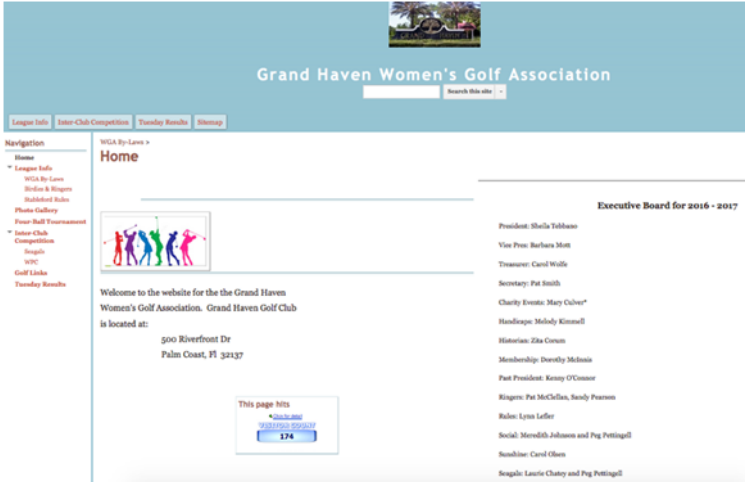 GRAND HAVEN
Grand Haven Women's Golf Association
Search this site
League Info
Inter-Club Competition
Tuesday Results
Sitemap
Navigation
Home
League Info
WGA By-Laws
Birdies & Ringers
Stableford Rules
Photo Gallery
Four-Ball Tournament
Inter-Club
Competition
Seagals
WPC
Golf Links
Tuesday Results
WGA By-Laws >
Home
Welcome to the website for the the Grand Haven
Women's Golf Association. Grand Haven Golf Club
is located at:
500 Riverfront Dr
Palm Coast, Fl 32137
This page hits
VISITOR COUNT
174
Executive Board for 2016 - 2017
President: Sheila Tebbano
Vice Pres: Barbara Mott
Treasurer: Carol Wolfe
Secretary: Pat Smith
Charity Events: Mary Culver*
Handicaps: Melody Kimmell
Historian: Zita Corum
Membership: Dorothy McInnis
Past President: Kenny O'Connor
Ringers: Pat McClellan, Sandy Pearson
Rules: Lynn Lefler
Social: Meredith Johnson and Peg Pettingell
Sunshine: Carol Olsen
Seagals: Laurie Chatey and Peg Pettingell